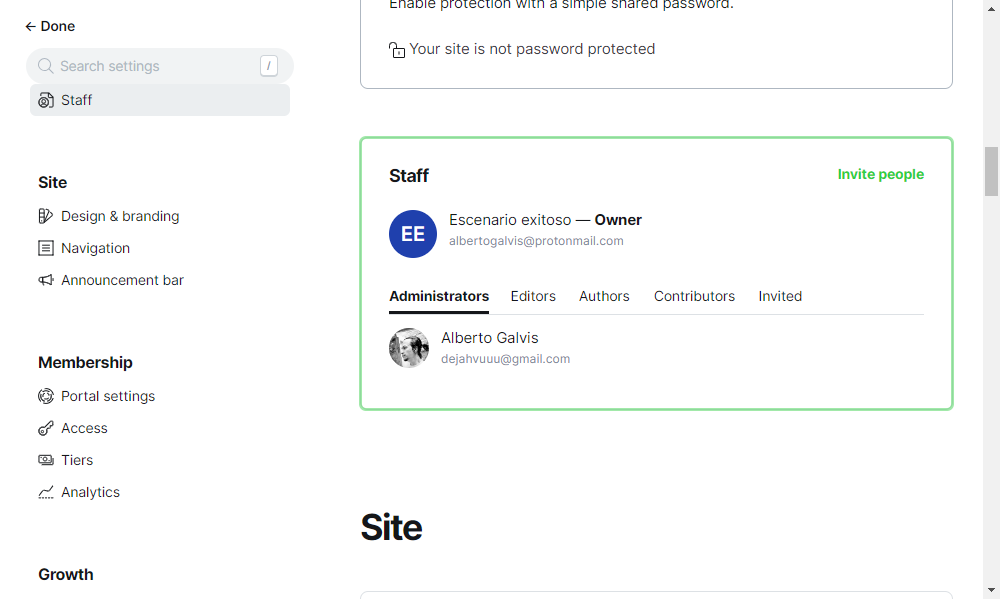 ← Done
Search settings /
Staff
Site
Design & branding
Navigation
Announcement bar
Membership
Portal settings
Access
Tiers
Analytics
Growth
Enable protection with a simple shared password.
Your site is not password protected
Staff
Invite people
EE
Escenario exitoso — Owner
albertogalvis@protonmail.com
Administrators Editors Authors Contributors Invited
Alberto Galvis
dejahvuuu@gmail.com
Site